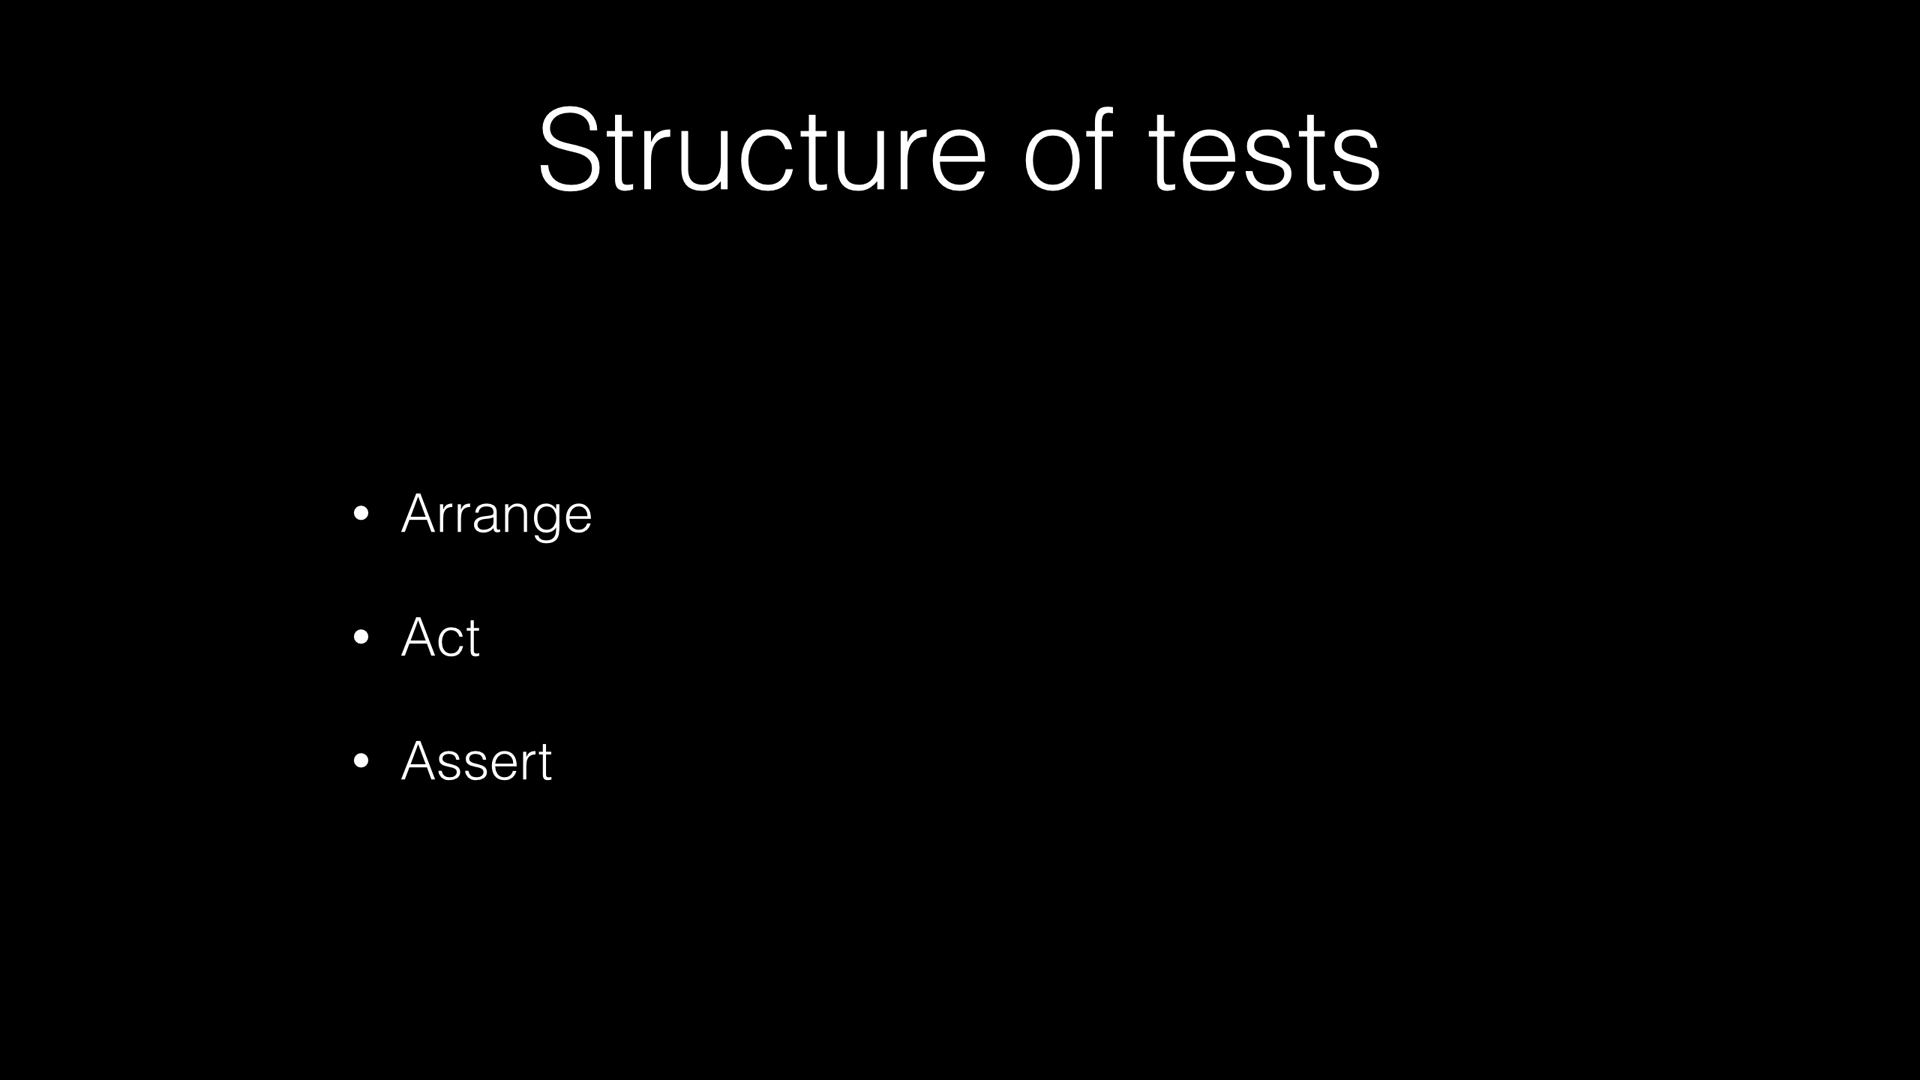 Structure of tests
• Arrange
• Act
• Assert